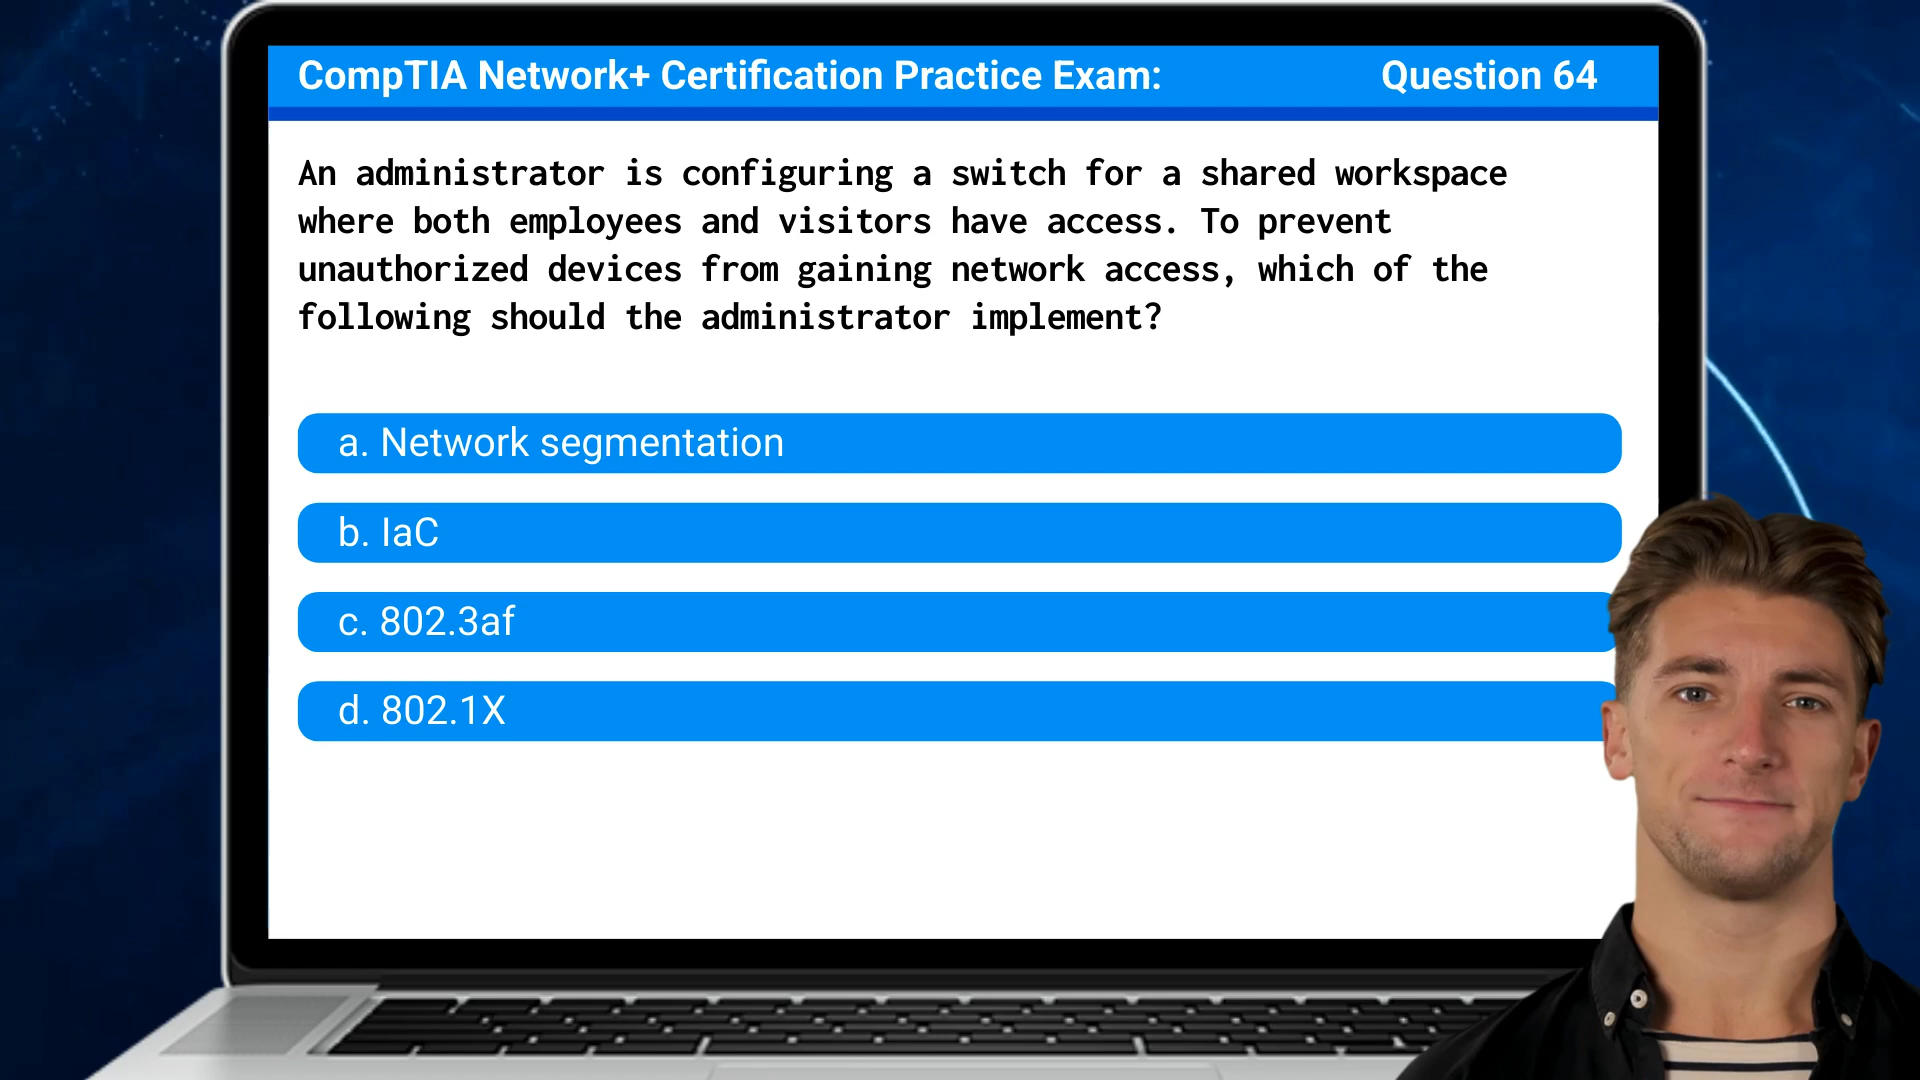 CompTIA Network+ Certification Practice Exam:
Question 64
An administrator is configuring a switch for a shared workspace
where both employees and visitors have access. To prevent
unauthorized devices from gaining network access, which of the
following should the administrator implement?
a. Network segmentation
b. IaC
c. 802.3af
d. 802.1X